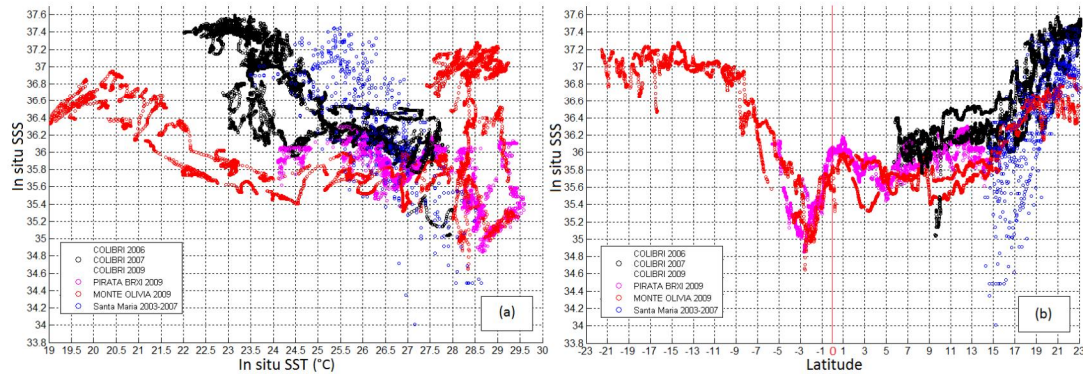 In situ SSS
37.6
37.4
37.2
37
36.8
36.6
36.4
36.2
36
35.8
35.6
35.4
35.2
35
34.8
34.6
34.4
34.2
34
33.8
COLIBRI 2006
COLIBRI 2007
COLIBRI 2009
PIRATA BRXI 2009
MONTE OLIVIA 2009
Santa Maria 2003-2007
(a)
19 19.5 20 20.5 21 21.5 22 22.5 23 23.5 24 24.5 25 25.5 26 26.5 27 27.5 28 28.5 29 29.5 30
In situ SST (°C)
In situ SSS
37.6
37.4
37.2
37
36.8
36.6
36.4
36.2
36
35.8
35.6
35.4
35.2
35
34.8
34.6
34.4
34.2
34
33.8
COLIBRI 2006
COLIBRI 2007
COLIBRI 2009
PIRATA BRXI 2009
MONTE OLIVIA 2009
Santa Maria 2003-2007
(b)
-23 -21 -19 -17 -15 -13 -11 -9 -7 -5 -3 -1 0 1 3 5 7 9 11 13 15 17 19 21 23
Latitude